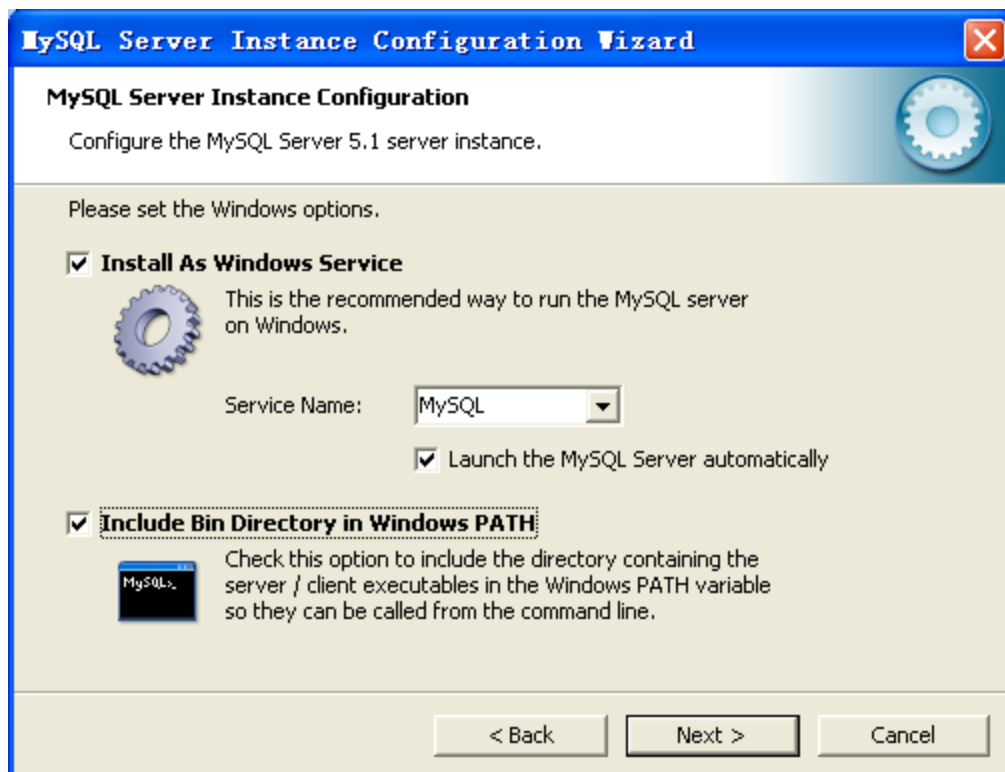 MySQL Server Instance Configuration Wizard
MySQL Server Instance Configuration
Configure the MySQL Server 5.1 server instance.
Please set the Windows options.
Install As Windows Service
This is the recommended way to run the MySQL server
on Windows.
Service Name:
MySQL
Launch the MySQL Server automatically
Include Bin Directory in Windows PATH
MySQL>_
Check this option to include the directory containing the
server / client executables in the Windows PATH variable
so they can be called from the command line.
< Back
Next >
Cancel